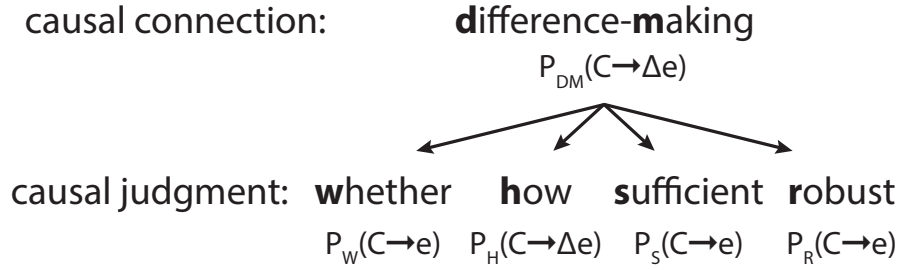 causal connection: difference-making
P_DM(C→Δe)
causal judgment: whether how sufficient robust
P_W(C→e) P_H(C→Δe) P_S(C→e) P_R(C→e)